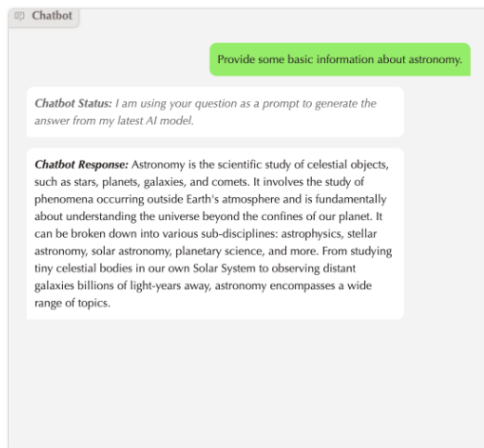 Chatbot
Provide some basic information about astronomy.
Chatbot Status: I am using your question as a prompt to generate the
answer from my latest AI model.
Chatbot Response: Astronomy is the scientific study of celestial objects,
such as stars, planets, galaxies, and comets. It involves the study of
phenomena occurring outside Earth's atmosphere and is fundamentally
about understanding the universe beyond the confines of our planet. It
can be broken down into various sub-disciplines: astrophysics, stellar
astronomy, solar astronomy, planetary science, and more. From studying
tiny celestial bodies in our own Solar System to observing distant
galaxies billions of light-years away, astronomy encompasses a wide
range of topics.